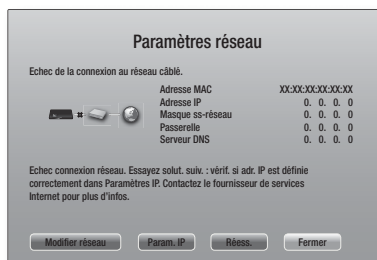 Paramètres réseau
Echec de la connexion au réseau câblé.
Adresse MAC XX:XX:XX:XX:XX:XX
Adresse IP 0. 0. 0. 0
Masque ss-réseau 0. 0. 0. 0
Passerelle 0. 0. 0. 0
Serveur DNS 0. 0. 0. 0
Echec connexion réseau. Essayez solut. suiv. : vérif. si adr. IP est définie
correctement dans Paramètres IP. Contactez le fournisseur de services
Internet pour plus d'infos.
Modifier réseau Param. IP Réess. Fermer